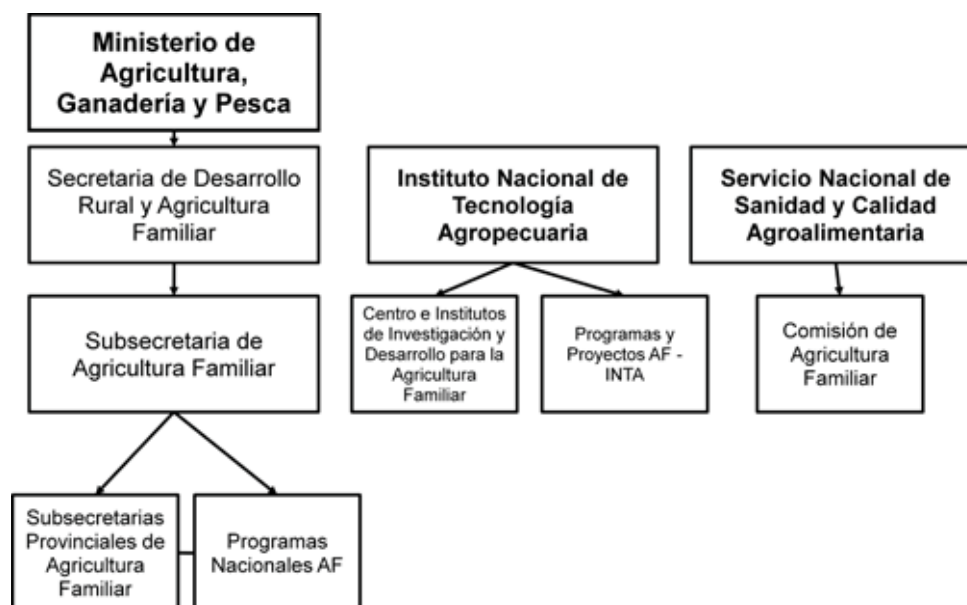 Ministerio de
Agricultura,
Ganadería y Pesca
Secretaria de Desarrollo
Rural y Agricultura
Familiar
Instituto Nacional de
Tecnología
Agropecuaria
Servicio Nacional de
Sanidad y Calidad
Agroalimentaria
Subsecretaria de
Agricultura Familiar
Centro e Institutos
de Investigación y
Desarrollo para la
Agricultura
Familiar
Programas y
Proyectos AF -
INTA
Comisión de
Agricultura
Familiar
Subsecretarias
Provinciales de
Agricultura
Familiar
Programas
Nacionales AF